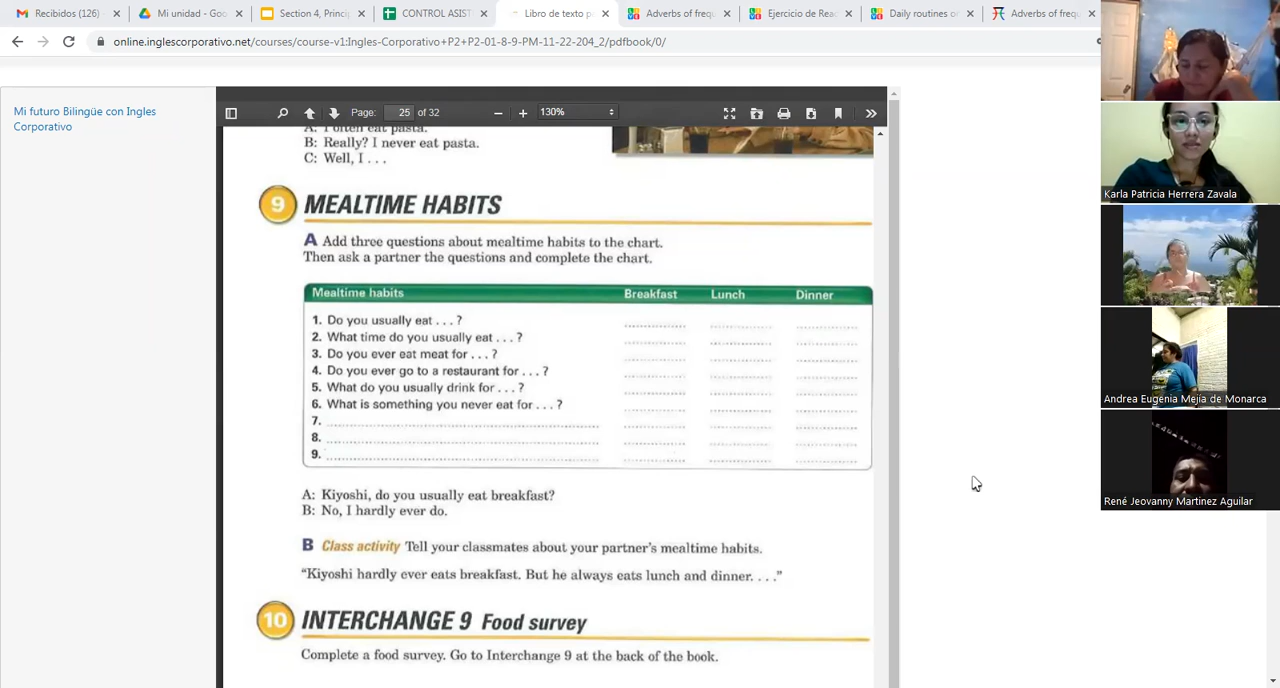 Recibidos (126)
Mi unidad - Goo
Section 4, Princi
CONTROL ASIST
Libro de texto p
Adverbs of frequ
Ejercicio de Rea
Daily routines or
Adverbs of frequ
online.inglescorporativo.net/courses/course-v1:Ingles-Corporativo+P2+P2-01-8-9-PM-11-22-204_2/pdfbook/0/
Mi futuro Bilingüe con Ingles
Corporativo
Page: 25 of 32
130%
A: I often eat pasta.
B: Really? I never eat pasta.
C: Well, I . . .
9 MEALTIME HABITS
A Add three questions about mealtime habits to the chart.
Then ask a partner the questions and complete the chart.
Mealtime habits Breakfast Lunch Dinner
1. Do you usually eat . . . ?
2. What time do you usually eat . . . ?
3. Do you ever eat meat for . . . ?
4. Do you ever go to a restaurant for . . . ?
5. What do you usually drink for . . . ?
6. What is something you never eat for . . . ?
7.
8.
9.
A: Kiyoshi, do you usually eat breakfast?
B: No, I hardly ever do.
B Class activity Tell your classmates about your partner's mealtime habits.
"Kiyoshi hardly ever eats breakfast. But he always eats lunch and dinner. . . ."
10 INTERCHANGE 9 Food survey
Complete a food survey. Go to Interchange 9 at the back of the book.
Karla Patricia Herrera Zavala
Andrea Eugenia Mejía de Monarca
René Jeovanny Martinez Aguilar